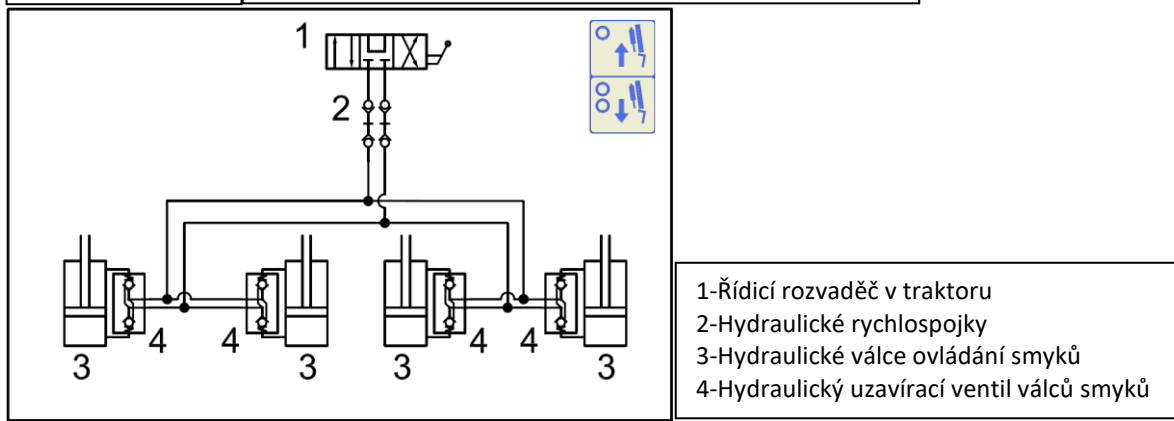 1
2
4 4 4 4
3 3 3 3
1-Řídicí rozvaděč v traktoru
2-Hydraulické rychlospojky
3-Hydraulické válce ovládání smyků
4-Hydraulický uzavírací ventil válců smyků